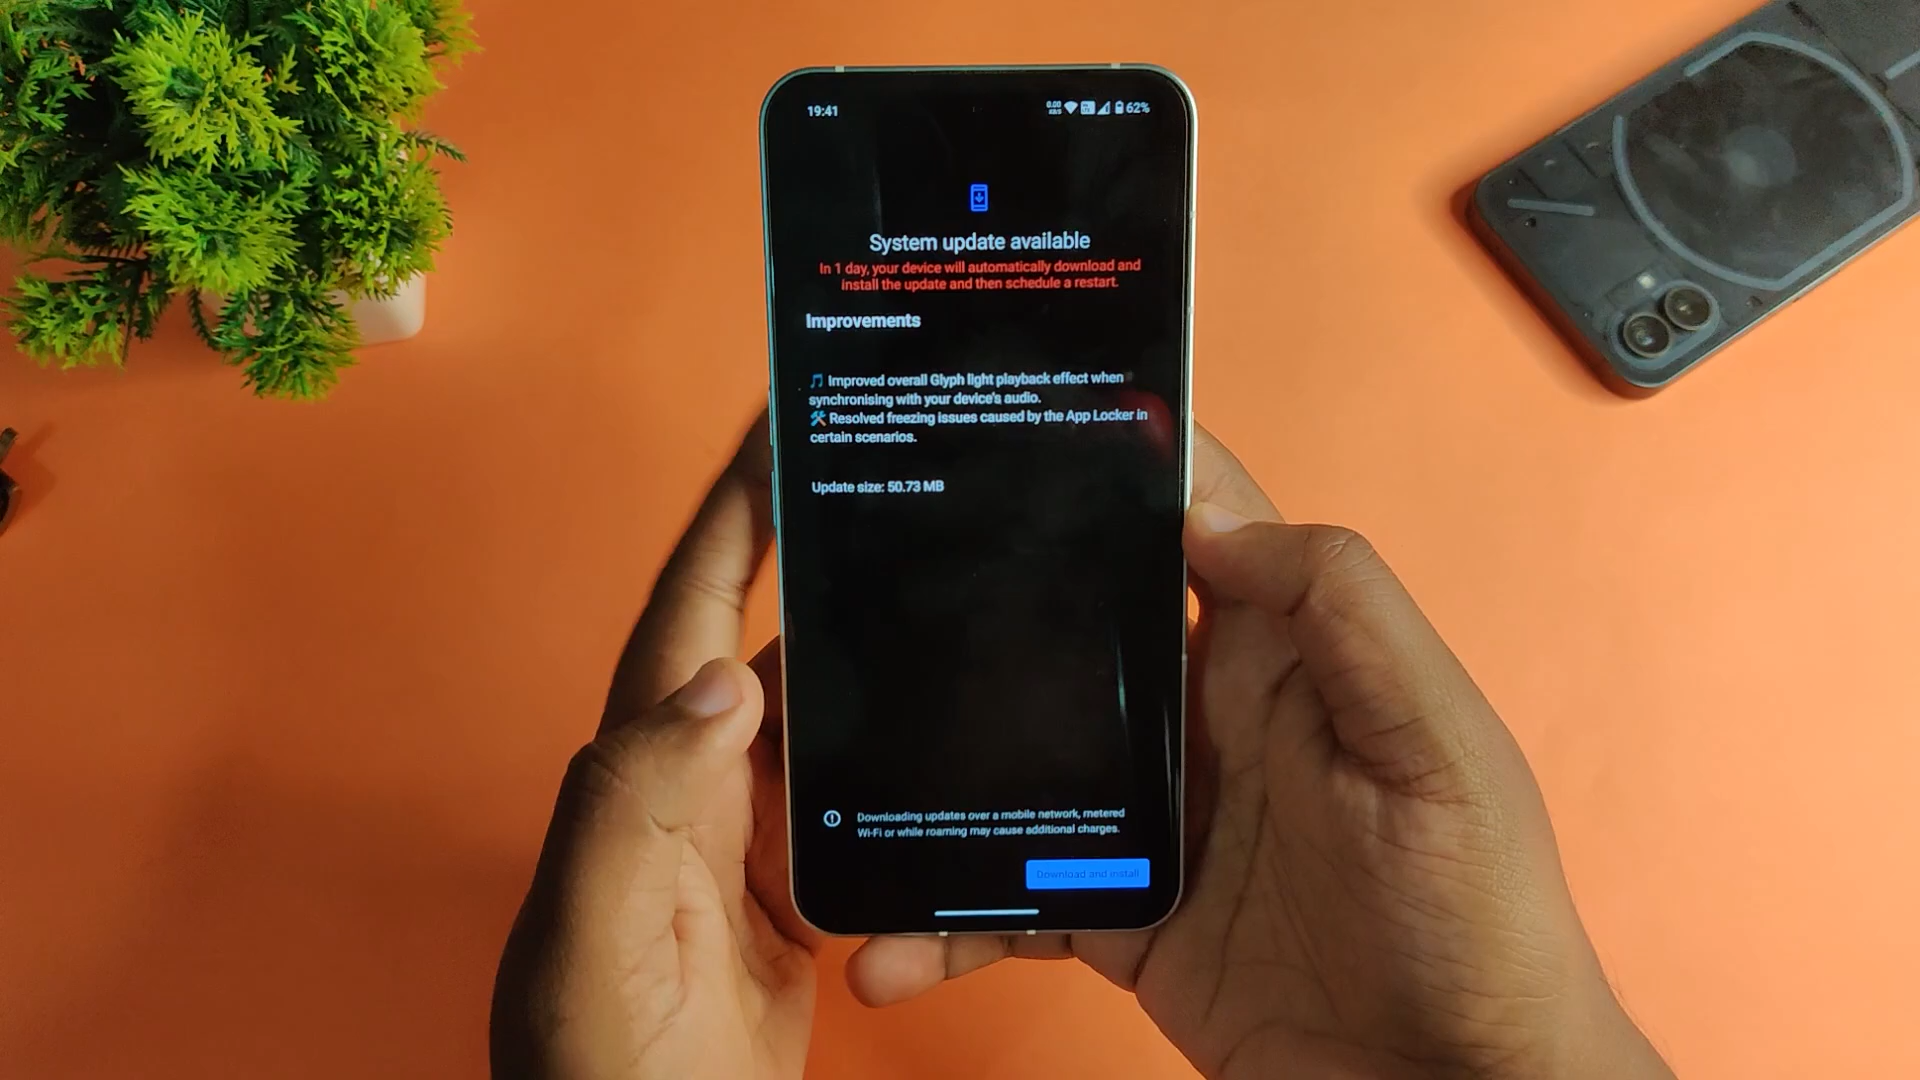 19:41
0.00
KB/S
62%
System update available
In 1 day, your device will automatically download and
install the update and then schedule a restart.
Improvements
🎵 Improved overall Glyph light playback effect when
synchronising with your device's audio.
🛠 Resolved freezing issues caused by the App Locker in
certain scenarios.
Update size: 50.73 MB
Downloading updates over a mobile network, metered
Wi-Fi or while roaming may cause additional charges.
Download and install